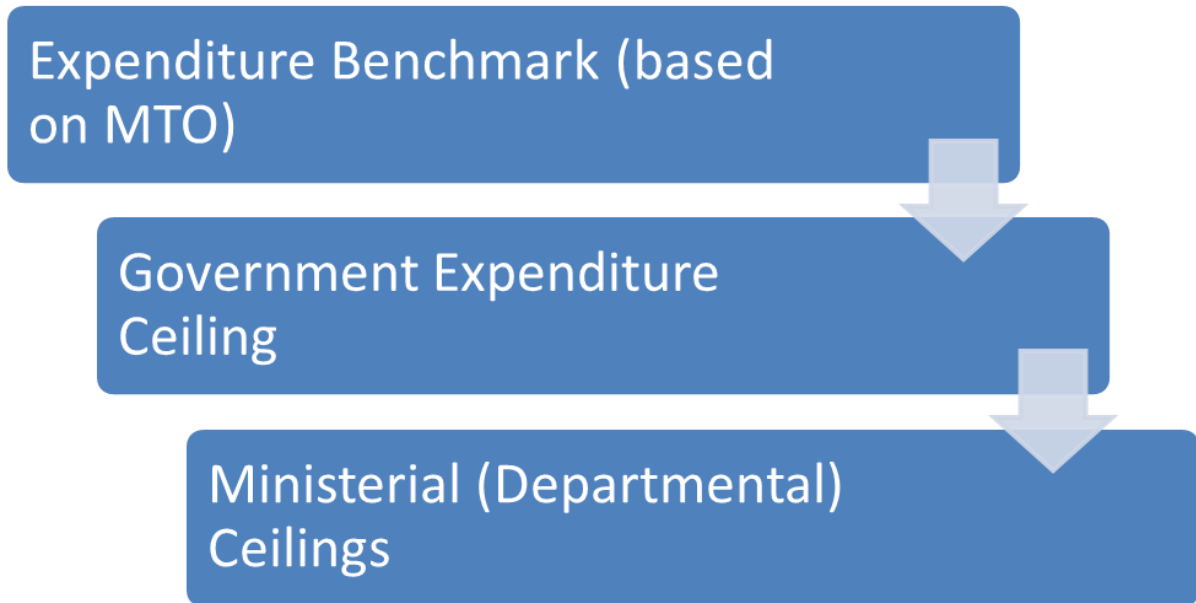 Expenditure Benchmark (based
on MTO)
Government Expenditure
Ceiling
Ministerial (Departmental)
Ceilings